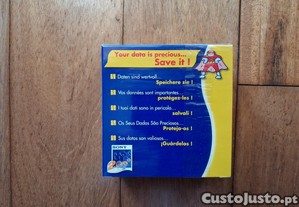 Your data is precious...
Save it !
Daten sind wertvoll...
Speichere sie !
Vos données sont importantes...
protégez-les !
I tuoi dati sono in pericolo...
salvali !
Os Seus Dados São Preciosos...
Proteja-os !
Sus datos son valiosos...
¡Guárdelos !
SONY
CustoJusto.pt